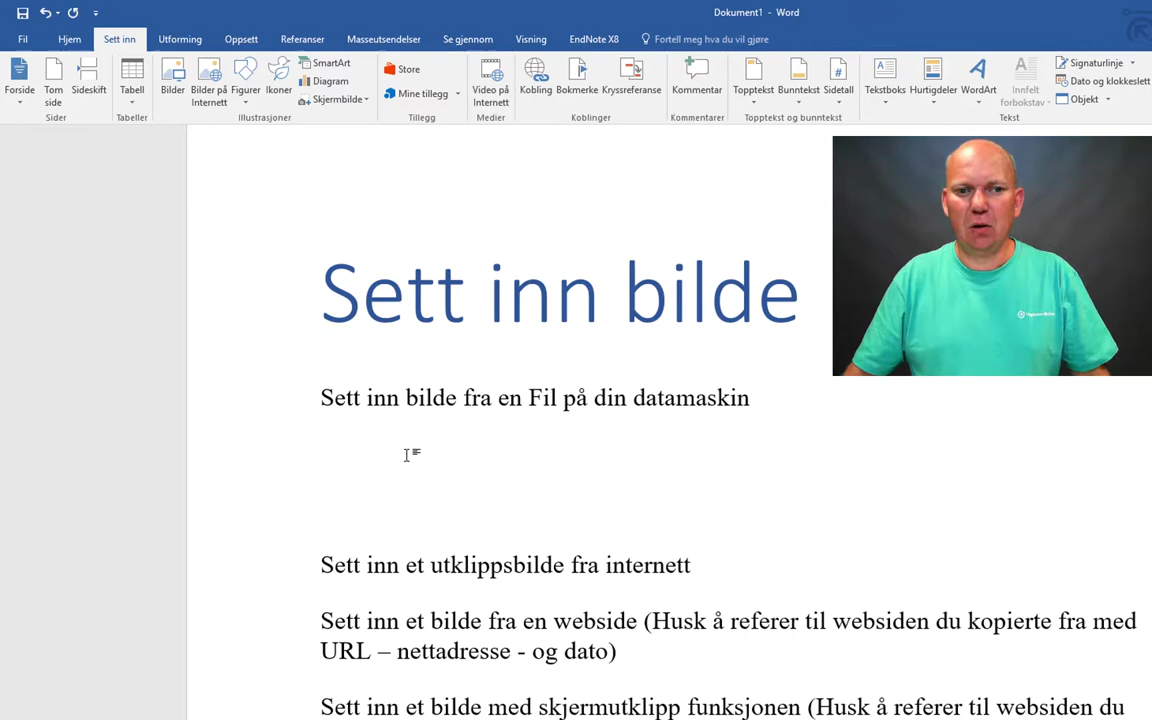 Dokument1 - Word
Fil Hjem Sett inn Utforming Oppsett Referanser Masseutsendelser Se gjennom Visning EndNote X8 Fortell meg hva du vil gjøre
Forside
Tom side
Sideskift
Sider
Tabell
Tabeller
Bilder
Bilder på Internett
Figurer
Ikoner
SmartArt
Diagram
Skjermbilde
Illustrasjoner
Store
Mine tillegg
Tillegg
Video på Internett
Medier
Kobling
Bokmerke
Kryssreferanse
Koblinger
Kommentar
Kommentarer
Topptekst
Bunntekst
Sidetall
Topptekst og bunntekst
Tekstboks
Hurtigdeler
WordArt
Innfelt forbokstav
Signaturlinje
Dato og klokkeslett
Objekt
Tekst
Sett inn bilde
Sett inn bilde fra en Fil på din datamaskin
Sett inn et utklippsbilde fra internett
Sett inn et bilde fra en webside (Husk å referer til websiden du kopierte fra med
URL – nettadresse - og dato)
Sett inn et bilde med skjermutklipp funksjonen (Husk å referer til websiden du